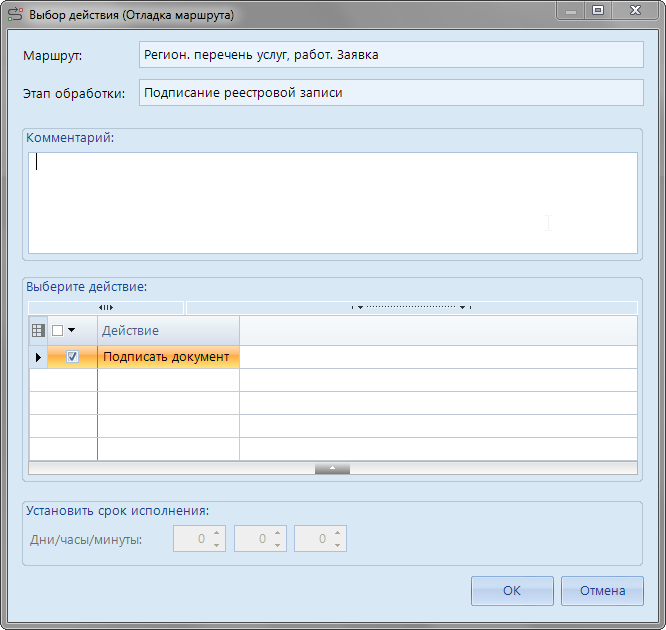 Выбор действия (Отладка маршрута)
Маршрут: Регион. перечень услуг, работ. Заявка
Этап обработки: Подписание реестровой записи
Комментарий:
Выберите действие:
Действие
Подписать документ
Установить срок исполнения:
Дни/часы/минуты: 0 0 0
ОК Отмена